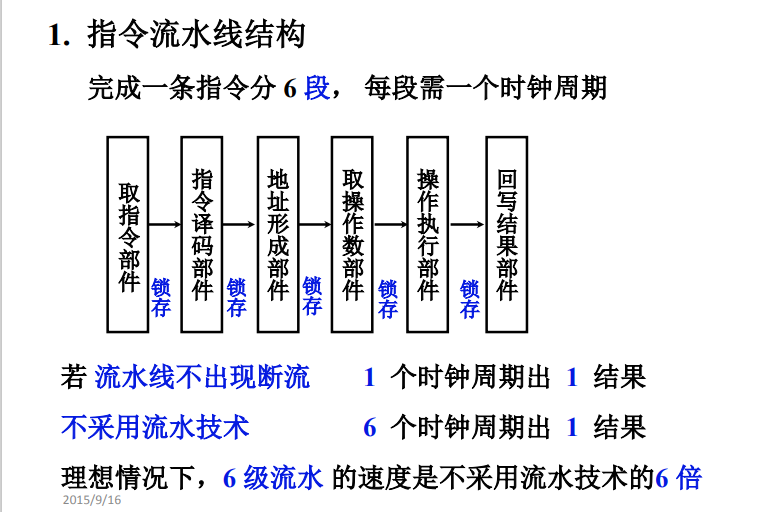 1. 指令流水线结构
完成一条指令分 6 段， 每段需一个时钟周期
取指令部件
锁存
指令译码部件
锁存
地址形成部件
锁存
取操作数部件
锁存
操作执行部件
锁存
回写结果部件
若 流水线不出现断流 1 个时钟周期出 1 结果
不采用流水技术 6 个时钟周期出 1 结果
理想情况下，6 级流水 的速度是不采用流水技术的6 倍
2015/9/16